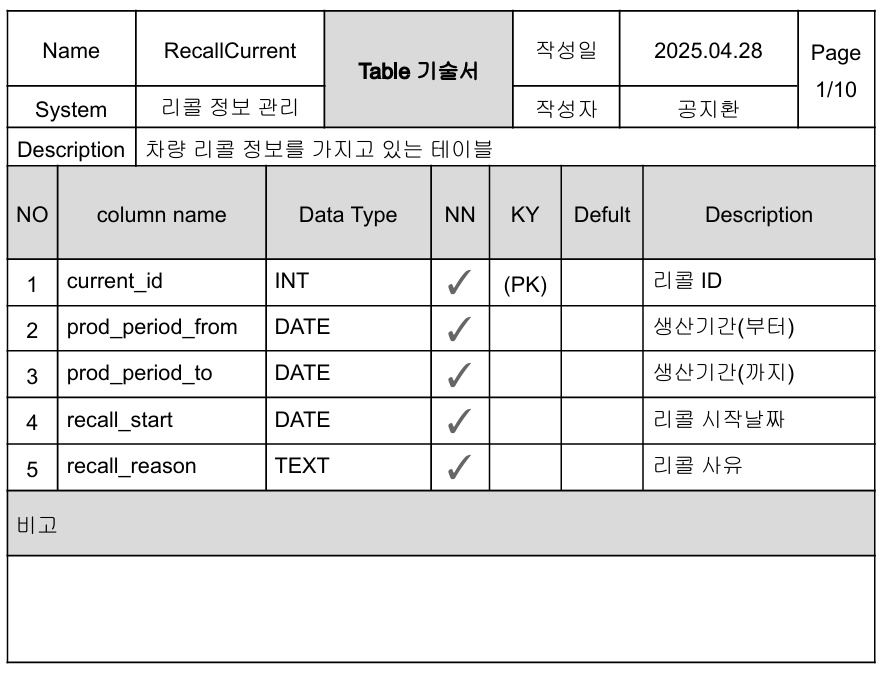 Name RecallCurrent Table 기술서 작성일 2025.04.28 Page
1/10
System 리콜 정보 관리 작성자 공지환
Description 차량 리콜 정보를 가지고 있는 테이블
NO column name Data Type NN KY Defult Description
1 current_id INT ✓ (PK) 리콜 ID
2 prod_period_from DATE ✓ 생산기간(부터)
3 prod_period_to DATE ✓ 생산기간(까지)
4 recall_start DATE ✓ 리콜 시작날짜
5 recall_reason TEXT ✓ 리콜 사유
비고